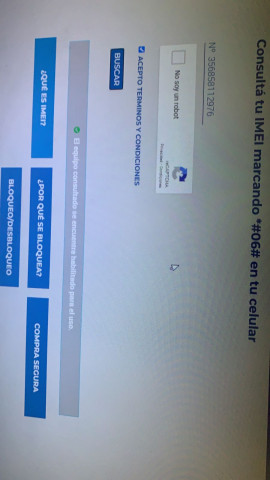 Consultá tu IMEI marcando *#06# en tu celular
Nº 356858112976
No soy un robot
reCAPTCHA
ACEPTO TERMINOS Y CONDICIONES
BUSCAR
El equipo consultado se encuentra habilitado para el uso.
¿QUÉ ES IMEI?
¿POR QUÉ SE BLOQUEA?
COMPRA SEGURA
BLOQUEO/DESBLOQUEO